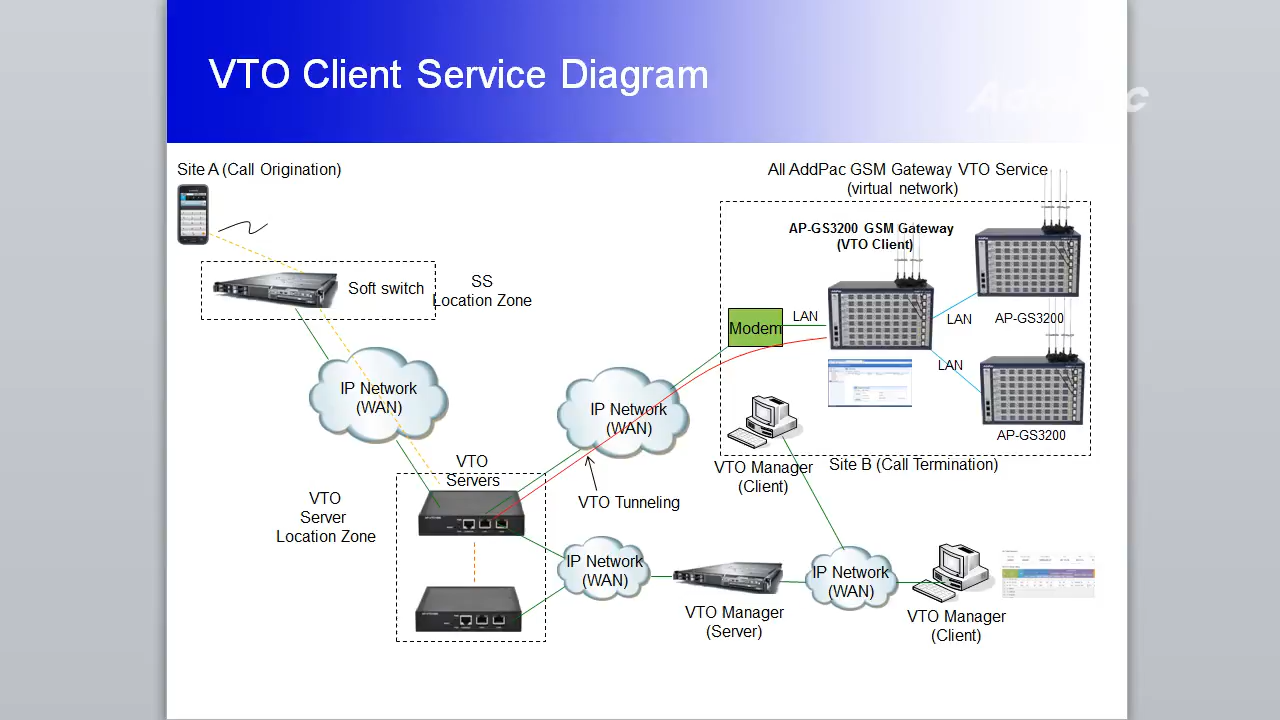 VTO Client Service Diagram
AddPac
Site A (Call Origination)
All AddPac GSM Gateway VTO Service
(virtual network)
AP-GS3200 GSM Gateway
(VTO Client)
Soft switch
SS
Location Zone
Modem
LAN
LAN
AP-GS3200
LAN
AP-GS3200
IP Network
(WAN)
IP Network
(WAN)
VTO
Servers
VTO Manager
(Client)
Site B (Call Termination)
VTO
Server
Location Zone
VTO Tunneling
IP Network
(WAN)
IP Network
(WAN)
VTO Manager
(Server)
VTO Manager
(Client)